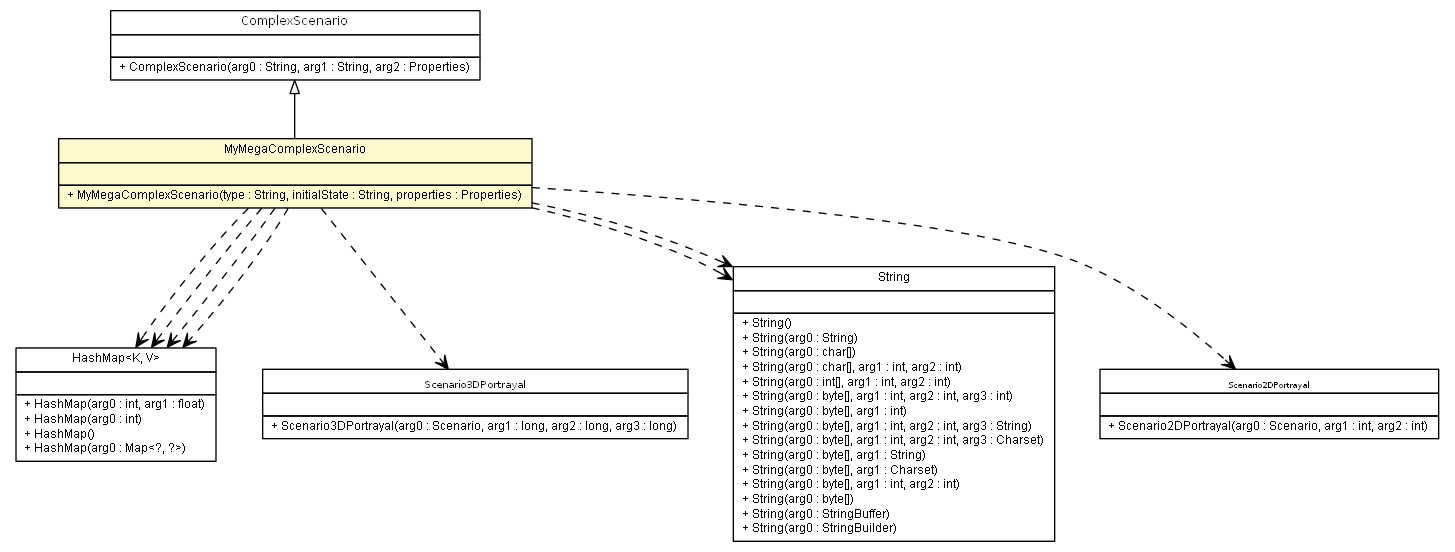 ComplexScenario
+ ComplexScenario(arg0 : String, arg1 : String, arg2 : Properties)
MyMegaComplexScenario
+ MyMegaComplexScenario(type : String, initialState : String, properties : Properties)
HashMap<K, V>
+ HashMap(arg0 : int, arg1 : float)
+ HashMap(arg0 : int)
+ HashMap()
+ HashMap(arg0 : Map<?, ?>)
Scenario3DPortrayal
+ Scenario3DPortrayal(arg0 : Scenario, arg1 : long, arg2 : long, arg3 : long)
String
+ String()
+ String(arg0 : String)
+ String(arg0 : char[])
+ String(arg0 : char[], arg1 : int, arg2 : int)
+ String(arg0 : int[], arg1 : int, arg2 : int)
+ String(arg0 : byte[], arg1 : int, arg2 : int, arg3 : int)
+ String(arg0 : byte[], arg1 : int)
+ String(arg0 : byte[], arg1 : int, arg2 : int, arg3 : String)
+ String(arg0 : byte[], arg1 : int, arg2 : int, arg3 : Charset)
+ String(arg0 : byte[], arg1 : String)
+ String(arg0 : byte[], arg1 : Charset)
+ String(arg0 : byte[], arg1 : int, arg2 : int)
+ String(arg0 : byte[])
+ String(arg0 : StringBuffer)
+ String(arg0 : StringBuilder)
Scenario2DPortrayal
+ Scenario2DPortrayal(arg0 : Scenario, arg1 : int, arg2 : int)